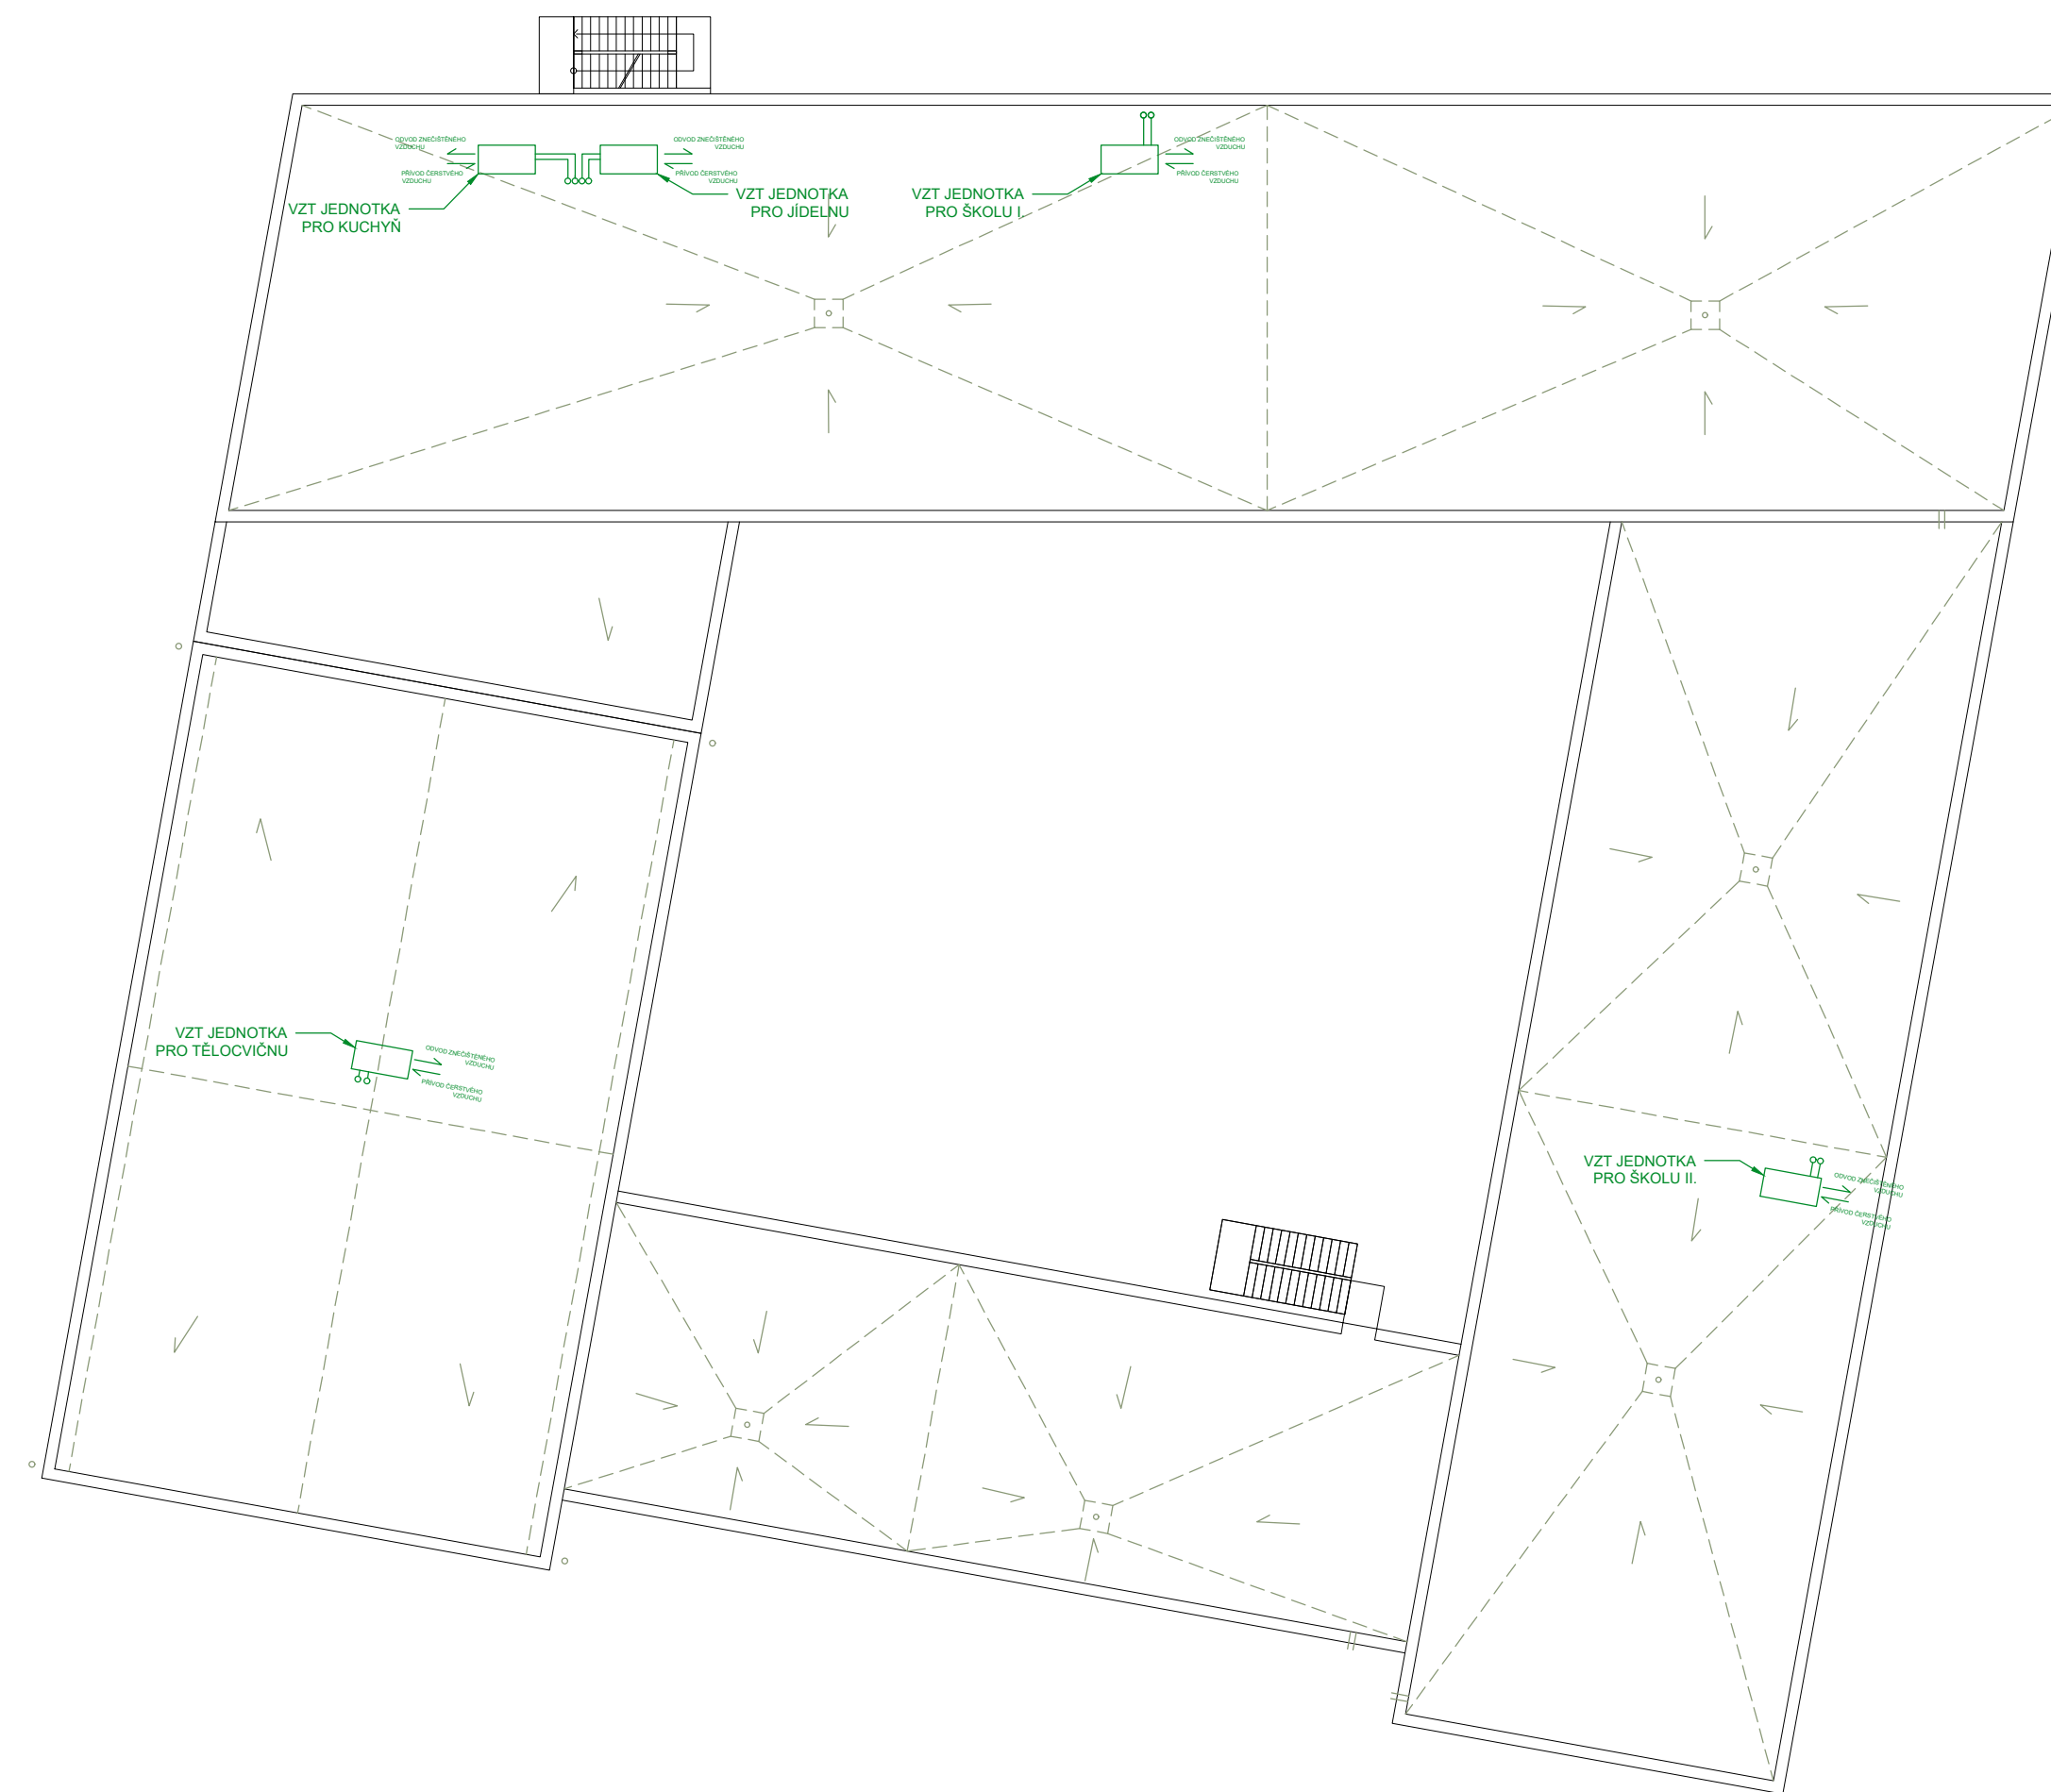 ODVOD ZNEČIŠTĚNÉHO
VZDUCHU
PŘÍVOD ČERSTVÉHO
VZDUCHU
VZT JEDNOTKA
PRO KUCHYŇ
ODVOD ZNEČIŠTĚNÉHO
VZDUCHU
PŘÍVOD ČERSTVÉHO
VZDUCHU
VZT JEDNOTKA
PRO JÍDELNU
VZT JEDNOTKA
PRO ŠKOLU I.
ODVOD ZNEČIŠTĚNÉHO
VZDUCHU
PŘÍVOD ČERSTVÉHO
VZDUCHU
VZT JEDNOTKA
PRO TĚLOCVIČNU
ODVOD ZNEČIŠTĚNÉHO
VZDUCHU
PŘÍVOD ČERSTVÉHO
VZDUCHU
VZT JEDNOTKA
PRO ŠKOLU II.
ODVOD ZNEČIŠTĚNÉHO
VZDUCHU
PŘÍVOD ČERSTVÉHO
VZDUCHU